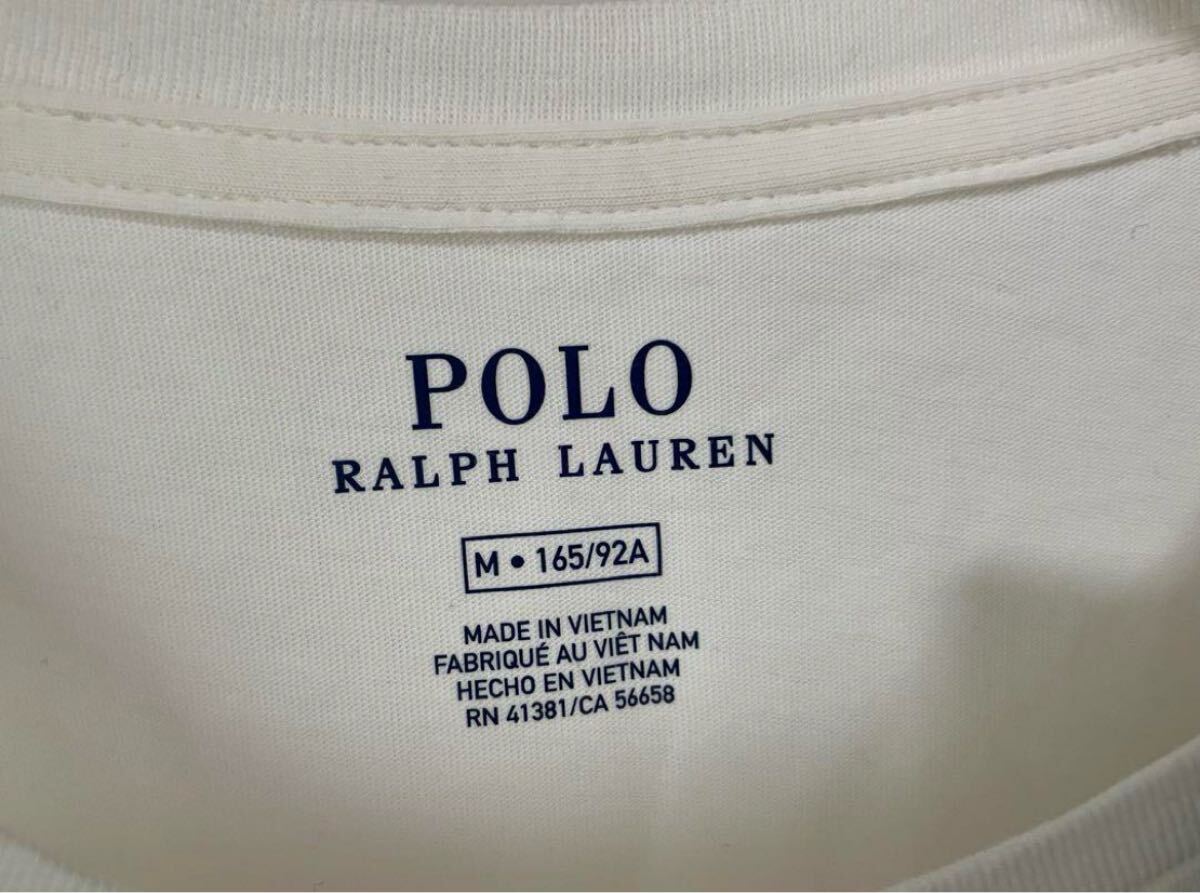 POLO
RALPH LAUREN
M • 165/92A
MADE IN VIETNAM
FABRIQUÉ AU VIÊT NAM
HECHO EN VIETNAM
RN 41381/CA 56658